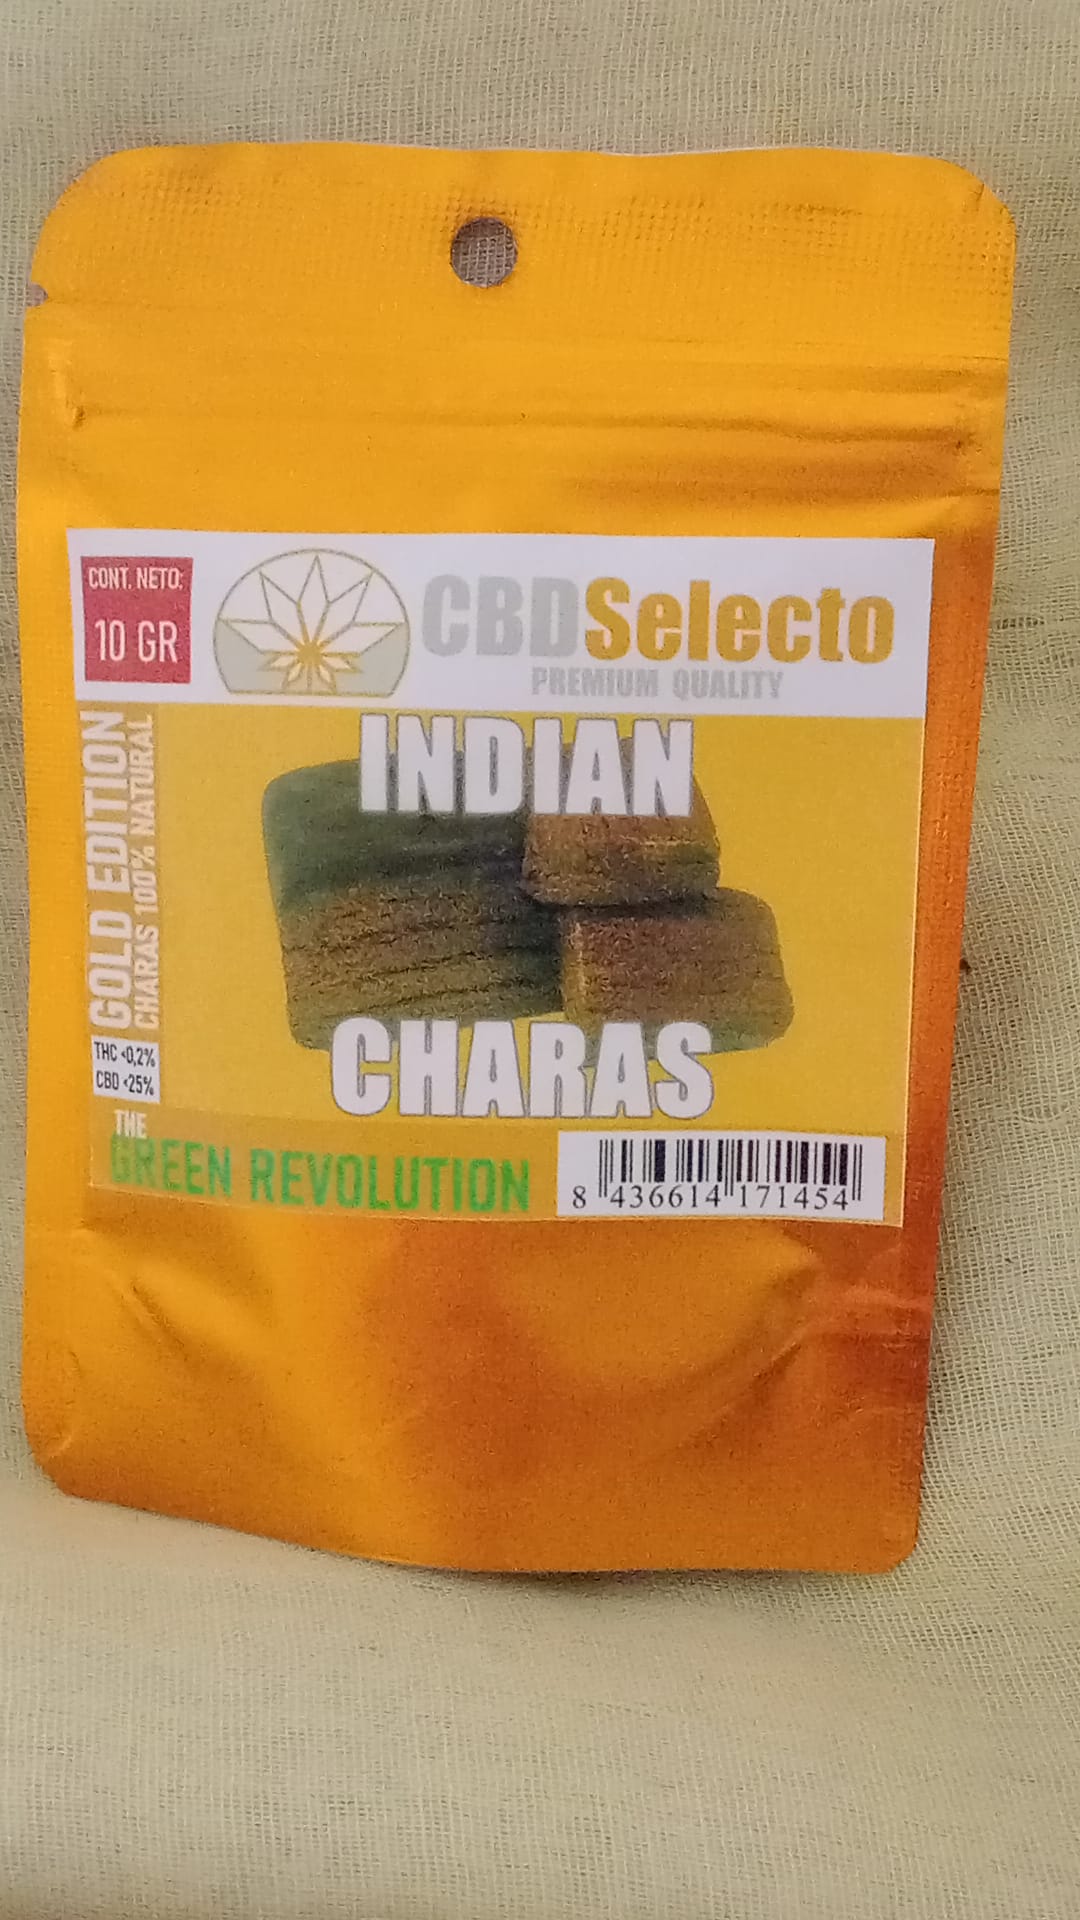 CONT. NETO:
10 GR
CBDSelecto
PREMIUM QUALITY
INDIAN
CHARAS
GOLD EDITION
CHARAS 100% NATURAL
THC <0,2%
CBD <25%
THE
GREEN REVOLUTION
8 436614 171454